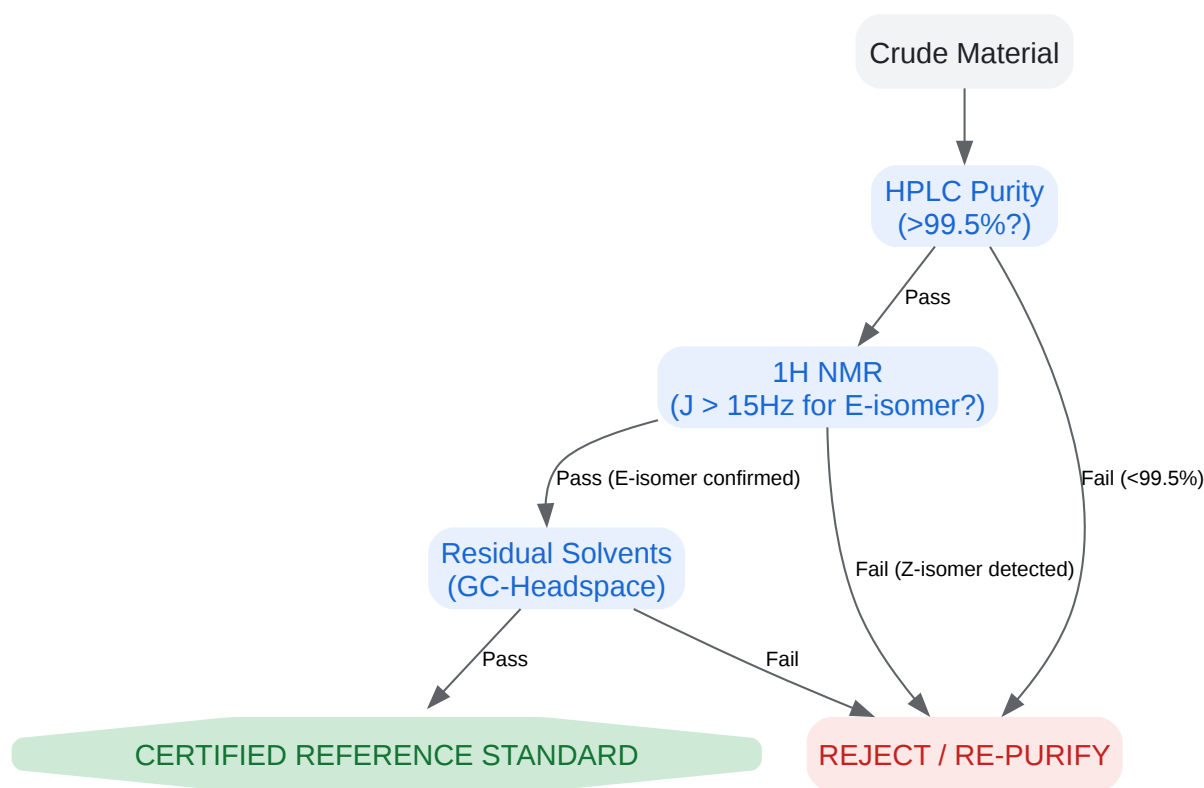 Crude Material
HPLC Purity
(>99.5%?)
Pass
1H NMR
(J > 15Hz for E-isomer?)
Pass (E-isomer confirmed)
Fail (<99.5%)
Residual Solvents
(GC-Headspace)
Fail (Z-isomer detected)
Pass
Fail
CERTIFIED REFERENCE STANDARD
REJECT / RE-PURIFY